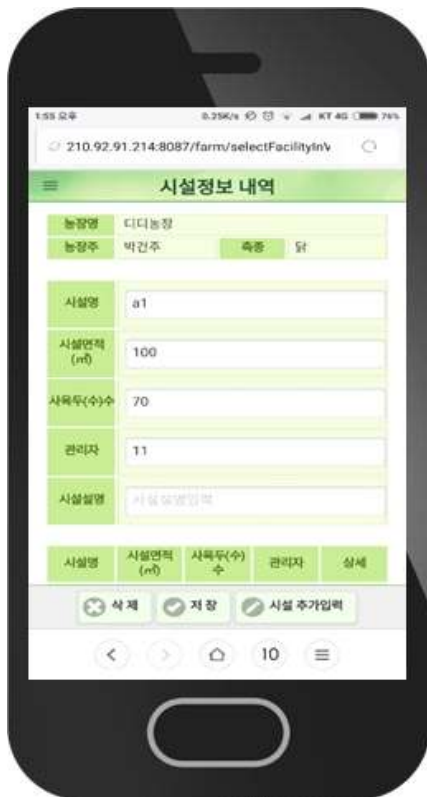 1:55 오후 0.25K/s KT 4G 76%
210.92.91.214:8087/farm/selectFacilityInV
시설정보 내역
농장명 디디농장
농장주 박건주 축종 닭
시설명 a1
시설면적 (㎡) 100
사육두(수)수 70
관리자 11
시설설명 시설설명입력
시설명 시설면적 (㎡) 사육두(수)수 관리자 상세
삭제 저장 시설 추가입력
10